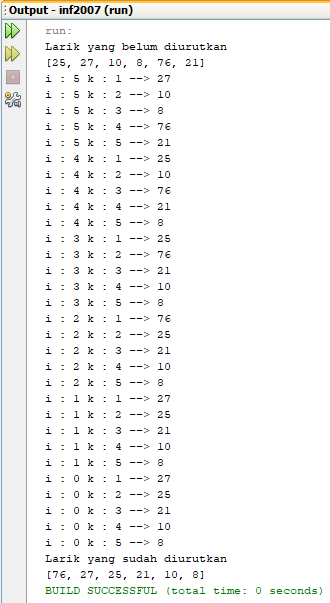 Output - inf2007 (run)
run:
Larik yang belum diurutkan
[25, 27, 10, 8, 76, 21]
i : 5 k : 1 --> 27
i : 5 k : 2 --> 10
i : 5 k : 3 --> 8
i : 5 k : 4 --> 76
i : 5 k : 5 --> 21
i : 4 k : 1 --> 25
i : 4 k : 2 --> 10
i : 4 k : 3 --> 76
i : 4 k : 4 --> 21
i : 4 k : 5 --> 8
i : 3 k : 1 --> 25
i : 3 k : 2 --> 76
i : 3 k : 3 --> 21
i : 3 k : 4 --> 10
i : 3 k : 5 --> 8
i : 2 k : 1 --> 76
i : 2 k : 2 --> 25
i : 2 k : 3 --> 21
i : 2 k : 4 --> 10
i : 2 k : 5 --> 8
i : 1 k : 1 --> 27
i : 1 k : 2 --> 25
i : 1 k : 3 --> 21
i : 1 k : 4 --> 10
i : 1 k : 5 --> 8
i : 0 k : 1 --> 27
i : 0 k : 2 --> 25
i : 0 k : 3 --> 21
i : 0 k : 4 --> 10
i : 0 k : 5 --> 8
Larik yang sudah diurutkan
[76, 27, 25, 21, 10, 8]
BUILD SUCCESSFUL (total time: 0 seconds)